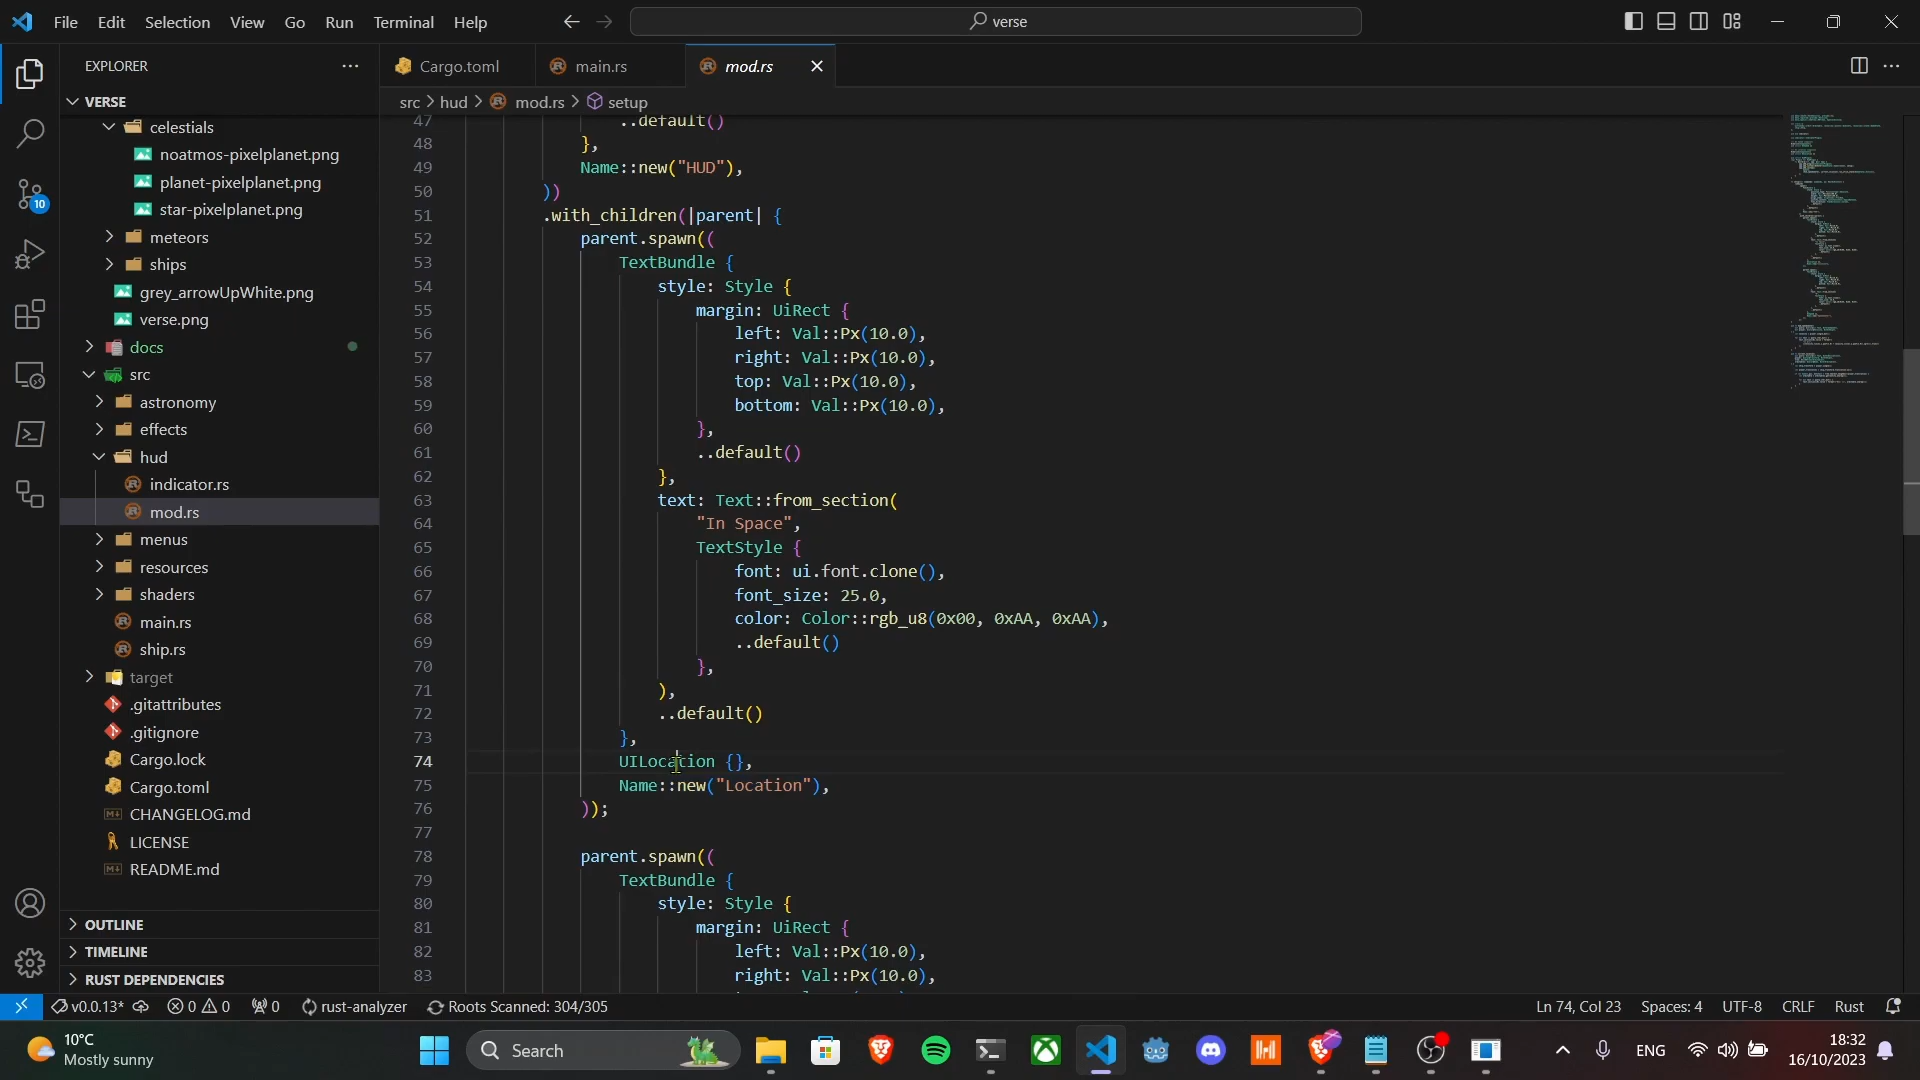 File Edit Selection View Go Run Terminal Help
verse
EXPLORER
Cargo.toml
main.rs
mod.rs
VERSE
src > hud > mod.rs > setup
celestials
noatmos-pixelplanet.png
planet-pixelplanet.png
star-pixelplanet.png
meteors
ships
grey_arrowUpWhite.png
verse.png
docs
src
astronomy
effects
hud
indicator.rs
mod.rs
menus
resources
shaders
main.rs
ship.rs
target
.gitattributes
.gitignore
Cargo.lock
Cargo.toml
CHANGELOG.md
LICENSE
README.md
OUTLINE
TIMELINE
RUST DEPENDENCIES
10
47 ..default()
48 },
49 Name::new("HUD"),
50 ))
51 .with_children(|parent| {
52 parent.spawn((
53 TextBundle {
54 style: Style {
55 margin: UiRect {
56 left: Val::Px(10.0),
57 right: Val::Px(10.0),
58 top: Val::Px(10.0),
59 bottom: Val::Px(10.0),
60 },
61 ..default()
62 },
63 text: Text::from_section(
64 "In Space",
65 TextStyle {
66 font: ui.font.clone(),
67 font_size: 25.0,
68 color: Color::rgb_u8(0x00, 0xAA, 0xAA),
69 ..default()
70 },
71 ),
72 ..default()
73 },
74 UILocation {},
75 Name::new("Location"),
76 ));
77
78 parent.spawn((
79 TextBundle {
80 style: Style {
81 margin: UiRect {
82 left: Val::Px(10.0),
83 right: Val::Px(10.0),
v0.0.13* 0 0 0 rust-analyzer Roots Scanned: 304/305 Ln 74, Col 23 Spaces: 4 UTF-8 CRLF Rust
10°C
Mostly sunny
Search
ENG
18:32
16/10/2023